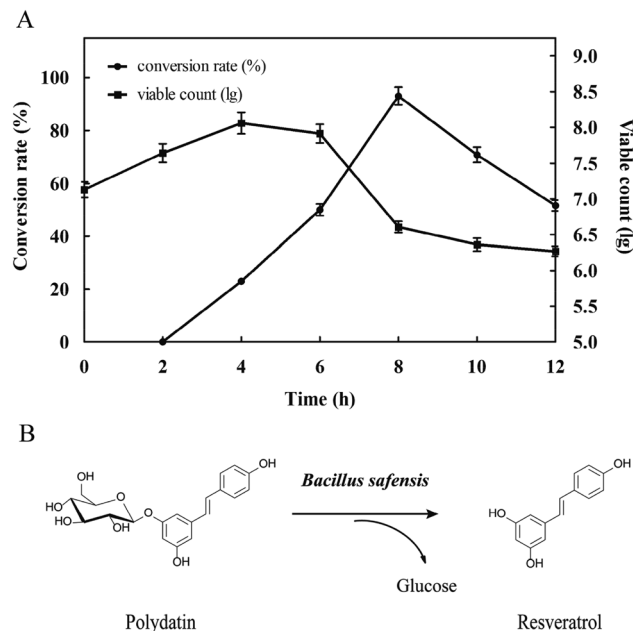 A
conversion rate (%)
viable count (lg)
Conversion rate (%)
100
80
60
40
20
0
9.0
8.5
8.0
7.5
7.0
6.5
6.0
5.5
5.0
Viable count (lg)
0 2 4 6 8 10 12
Time (h)
B
OH
OH
O
HO
HO
OH
O
OH
Bacillus safensis
Glucose
OH
HO
OH
Polydatin
Resveratrol